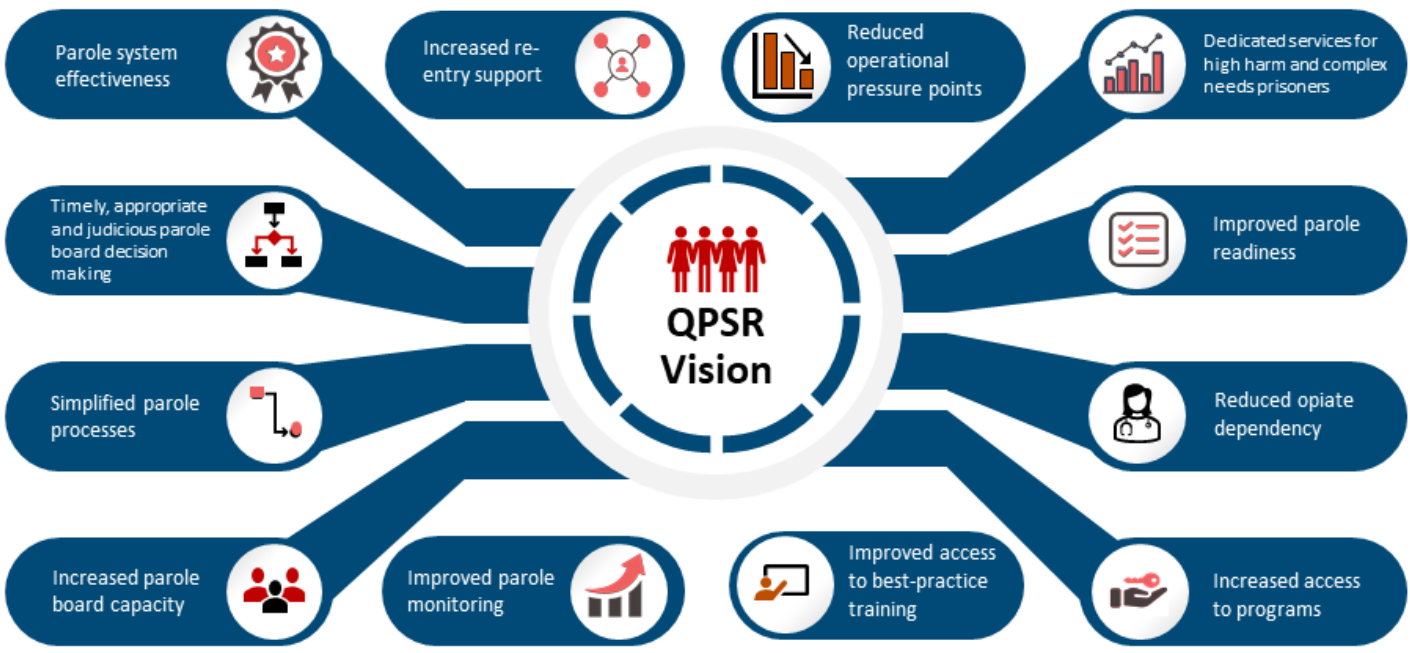 Parole system
effectiveness
Increased re-
entry support
Reduced
operational
pressure points
Dedicated services for
high harm and complex
needs prisoners
Timely, appropriate
and judicious parole
board decision
making
QPSR
Vision
Improved parole
readiness
Simplified parole
processes
Reduced opiate
dependency
Increased parole
board capacity
Improved parole
monitoring
Improved access
to best-practice
training
Increased access
to programs